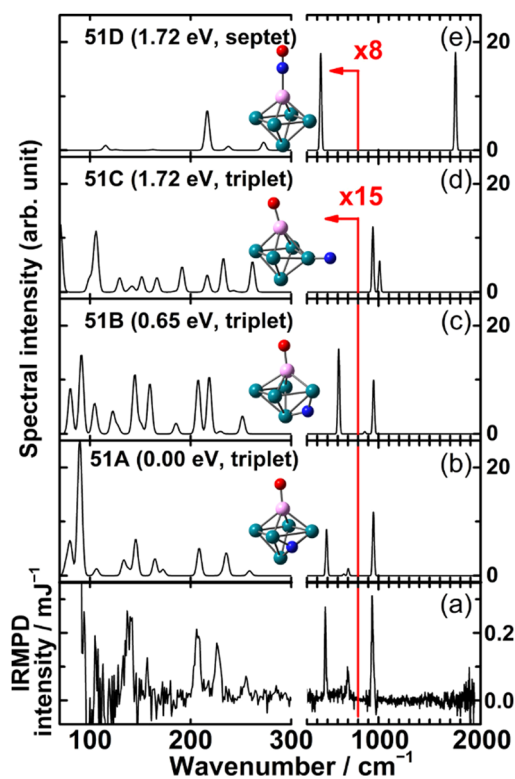 51D (1.72 eV, septet)
x8
(e)
20
0
51C (1.72 eV, triplet)
x15
(d)
20
0
51B (0.65 eV, triplet)
(c)
20
0
51A (0.00 eV, triplet)
(b)
20
0
(a)
0.2
0.0
Spectral intensity (arb. unit)
IRMPD
intensity / mJ⁻¹
100 200 300 1000 2000
Wavenumber / cm⁻¹